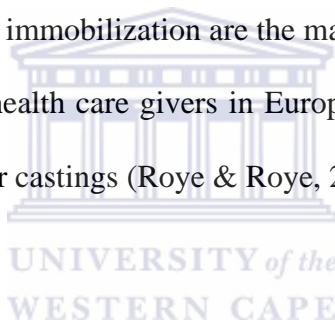 immobilization are the ma
health care givers in Europ
r castings (Roye & Roye, 2
UNIVERSITY of the
WESTERN CAPE